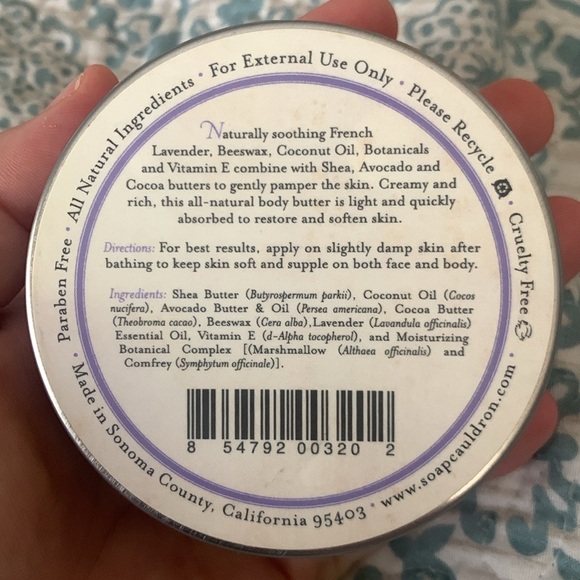 Paraben Free • All Natural Ingredients • For External Use Only • Please Recycle • Cruelty Free
Naturally soothing French
Lavender, Beeswax, Coconut Oil, Botanicals
and Vitamin E combine with Shea, Avocado and
Cocoa butters to gently pamper the skin. Creamy and
rich, this all-natural body butter is light and quickly
absorbed to restore and soften skin.
Directions: For best results, apply on slightly damp skin after
bathing to keep skin soft and supple on both face and body.
Ingredients: Shea Butter (Butyrospermum parkii), Coconut Oil (Cocos
nucifera), Avocado Butter & Oil (Persea americana), Cocoa Butter
(Theobroma cacao), Beeswax (Cera alba),Lavender (Lavandula officinalis)
Essential Oil, Vitamin E (d-Alpha tocopherol), and Moisturizing
Botanical Complex [(Marshmallow (Althaea officinalis) and
Comfrey (Symphytum officinale)].
8 54792 00320 2
• Made in Sonoma County, California 95403 • www.soapcauldron.com •